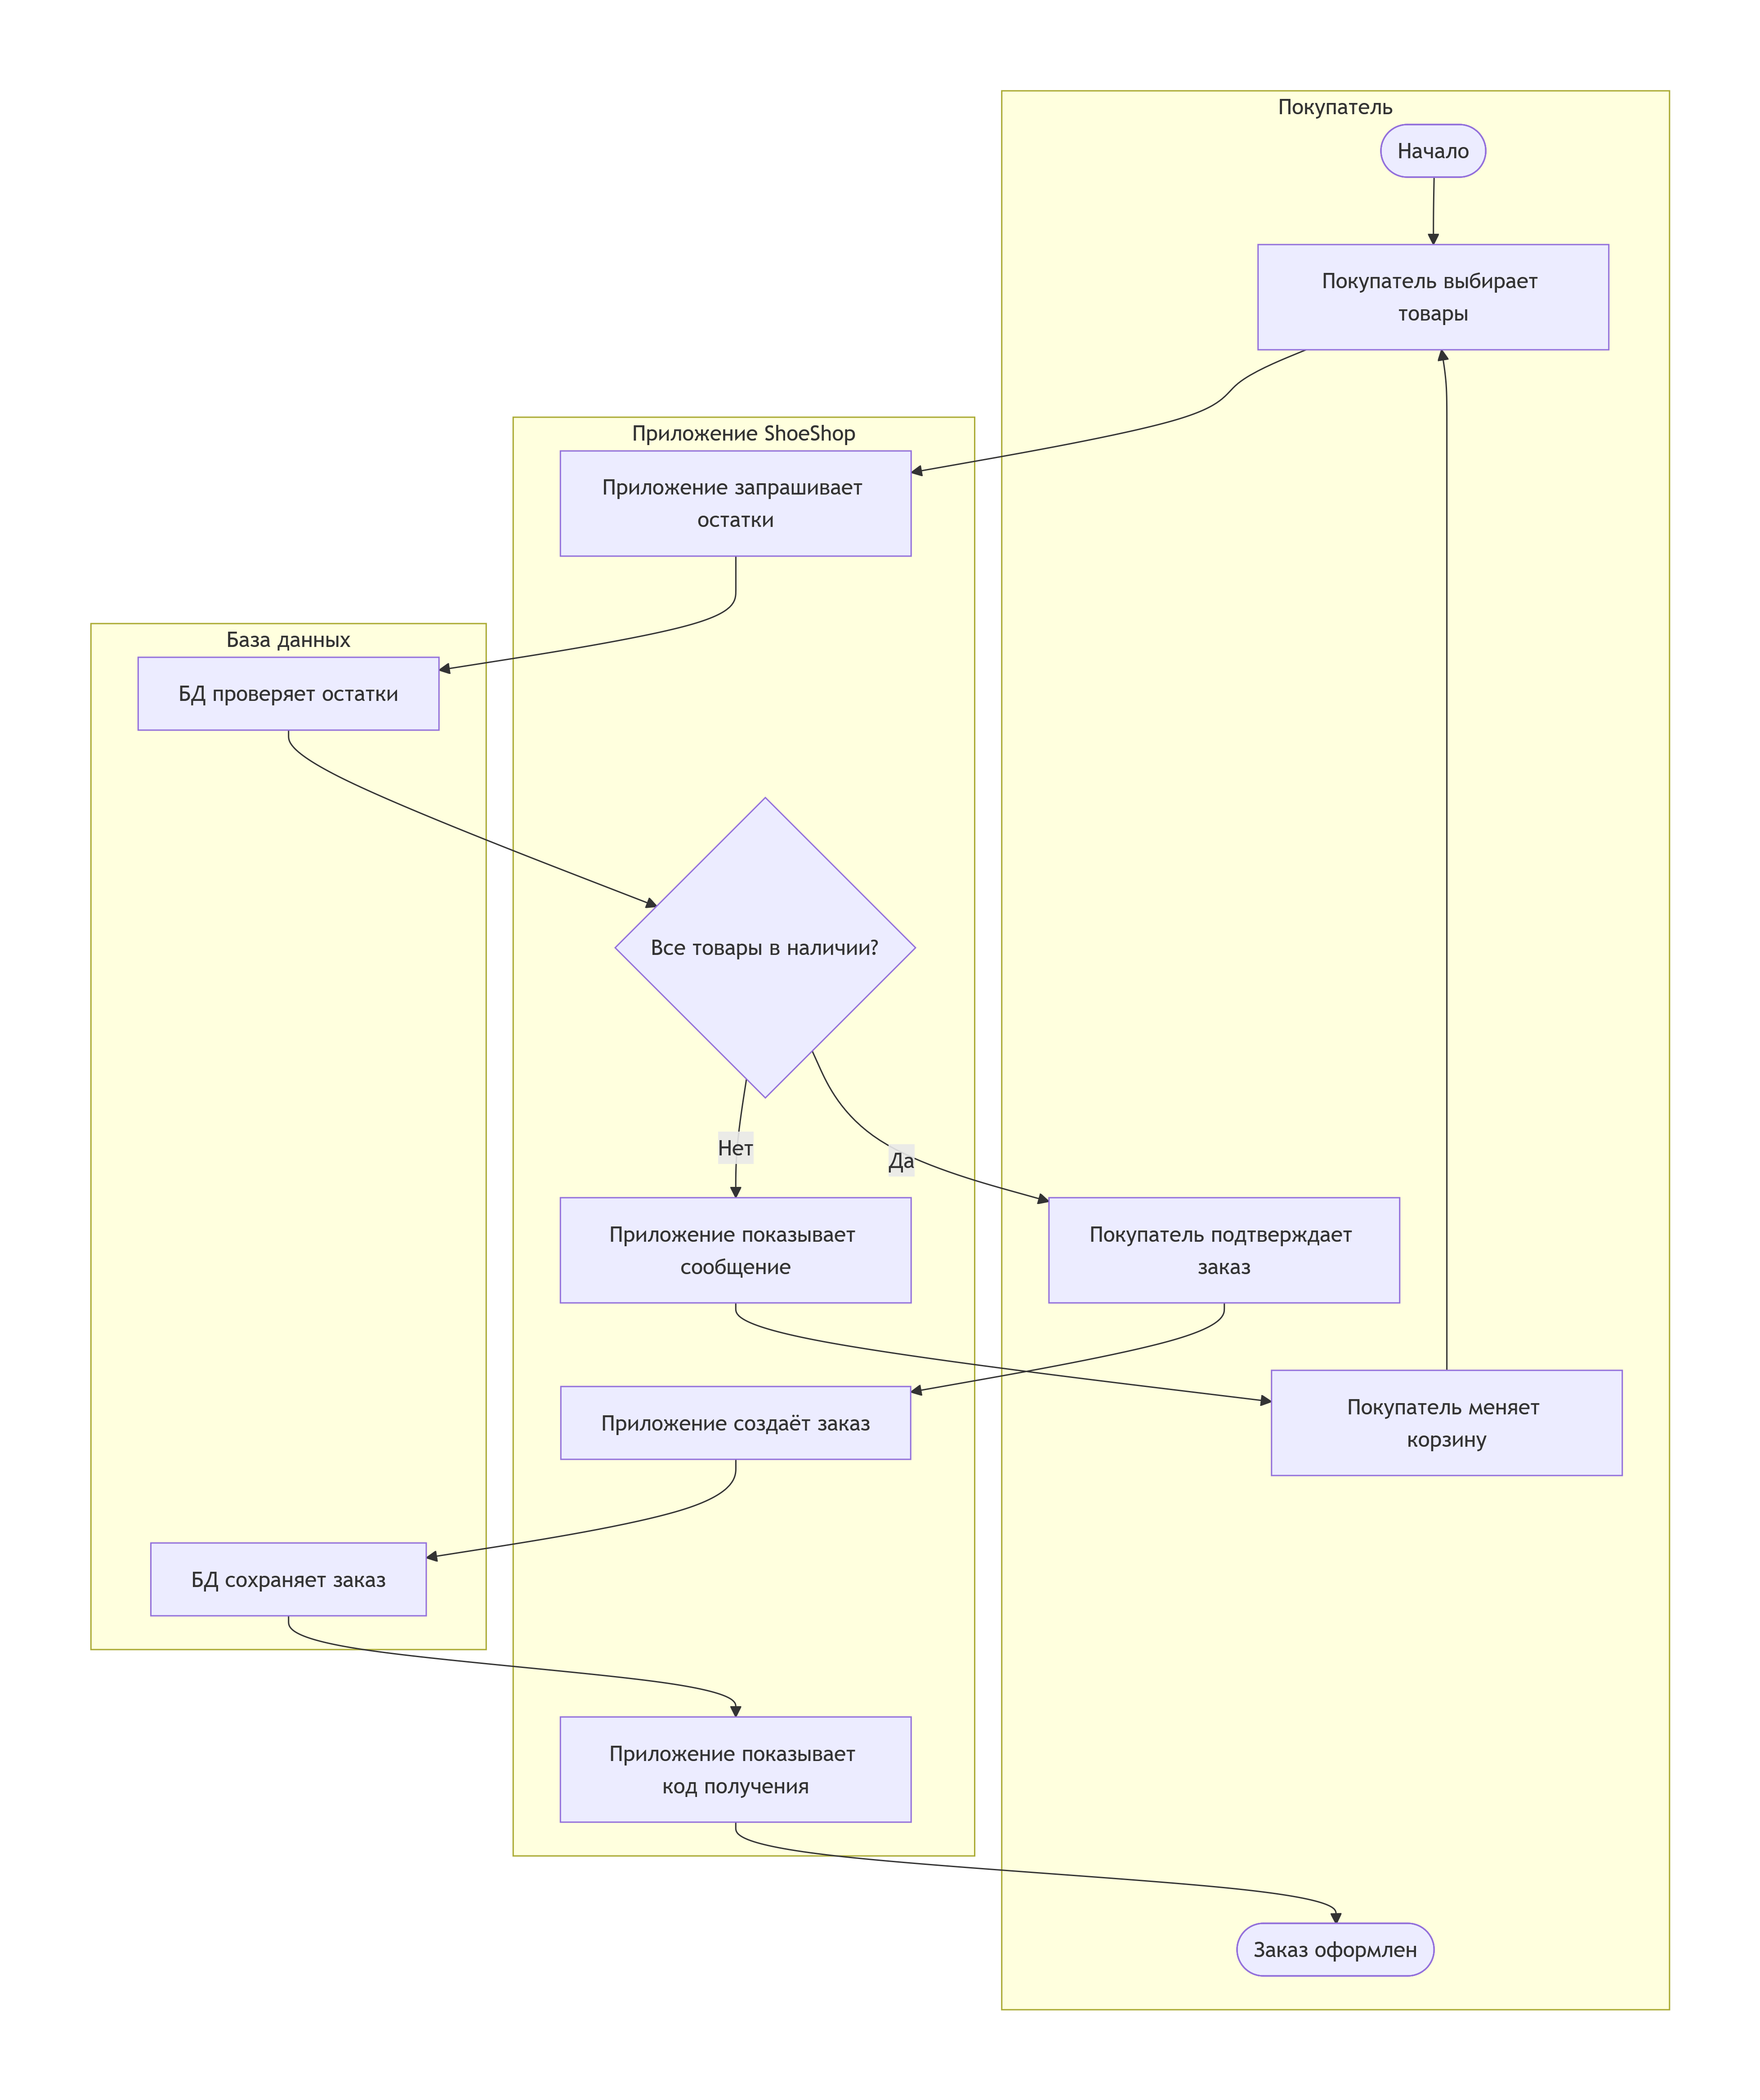 Покупатель
Начало
Покупатель выбирает
товары
Приложение ShoeShop
Приложение запрашивает
остатки
База данных
БД проверяет остатки
Все товары в наличии?
Нет
Да
Приложение показывает
сообщение
Покупатель подтверждает
заказ
Приложение создаёт заказ
Покупатель меняет
корзину
БД сохраняет заказ
Приложение показывает
код получения
Заказ оформлен